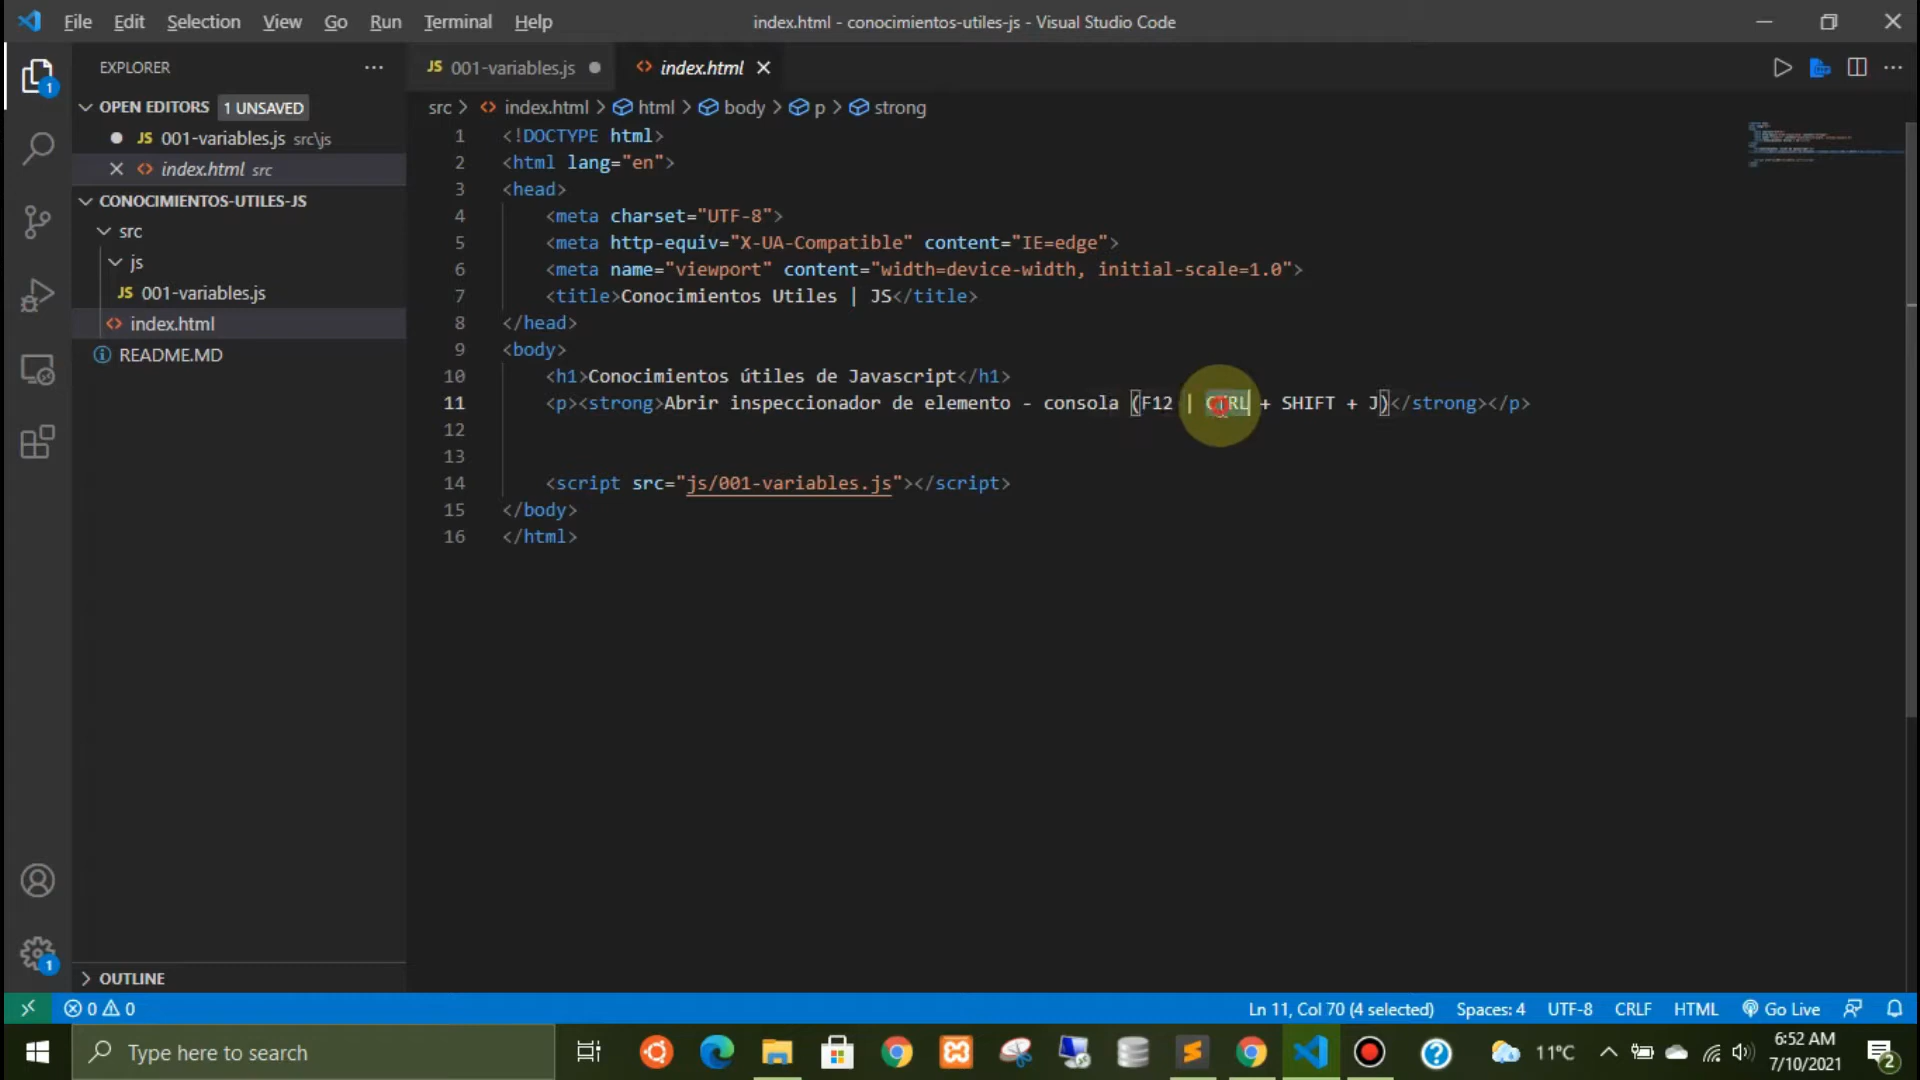 File Edit Selection View Go Run Terminal Help
index.html - conocimientos-utiles-js - Visual Studio Code
EXPLORER
JS 001-variables.js
index.html
1
OPEN EDITORS 1 UNSAVED
src > index.html > html > body > p > strong
JS 001-variables.js src\js
index.html src
CONOCIMIENTOS-UTILES-JS
src
js
JS 001-variables.js
index.html
README.MD
1 <!DOCTYPE html>
2 <html lang="en">
3 <head>
4 <meta charset="UTF-8">
5 <meta http-equiv="X-UA-Compatible" content="IE=edge">
6 <meta name="viewport" content="width=device-width, initial-scale=1.0">
7 <title>Conocimientos Utiles | JS</title>
8 </head>
9 <body>
10 <h1>Conocimientos útiles de Javascript</h1>
11 <p><strong>Abrir inspeccionador de elemento - consola (F12 | CTRL + SHIFT + J)</strong></p>
12
13
14 <script src="js/001-variables.js"></script>
15 </body>
16 </html>
1
OUTLINE
0 0
Ln 11, Col 70 (4 selected) Spaces: 4 UTF-8 CRLF HTML Go Live
Type here to search
11°C
6:52 AM
7/10/2021
2